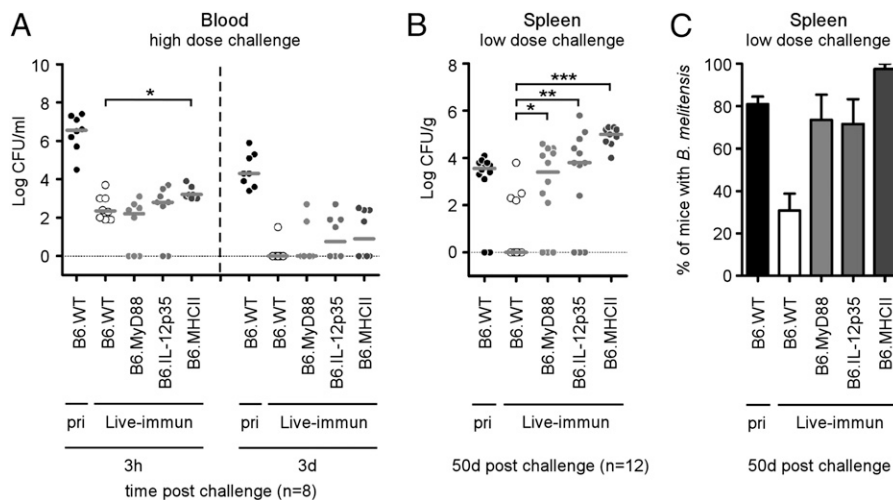 A
Blood
high dose challenge
Log CFU/ml
10
8
6
4
2
0
*
B6.WT
B6.WT
B6.MyD88
B6.IL-12p35
B6.MHCII
B6.WT
B6.WT
B6.MyD88
B6.IL-12p35
B6.MHCII
pri
Live-immun
pri
Live-immun
3h
3d
time post challenge (n=8)
B
Spleen
low dose challenge
Log CFU/g
8
4
0
***
**
*
B6.WT
B6.WT
B6.MyD88
B6.IL-12p35
B6.MHCII
pri
Live-immun
50d post challenge (n=12)
C
Spleen
low dose challenge
% of mice with B. melitensis
100
80
60
40
20
0
B6.WT
B6.WT
B6.MyD88
B6.IL-12p35
B6.MHCII
pri
Live-immun
50d post challenge